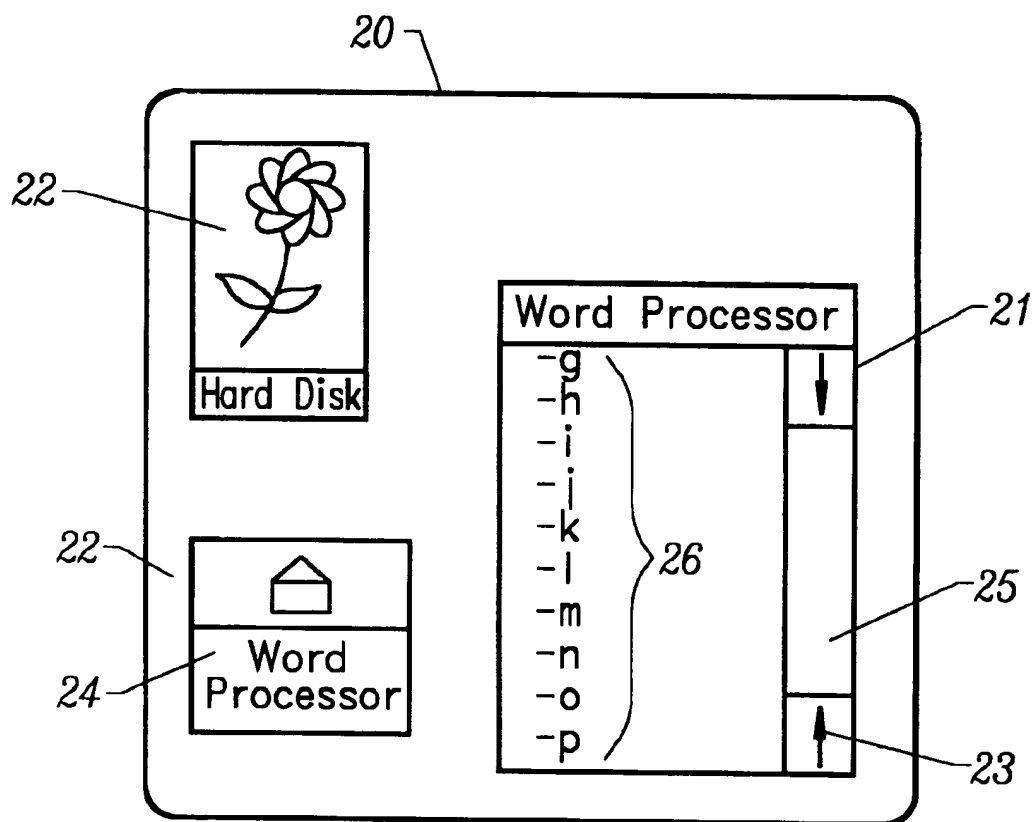 20
22
Hard Disk
Word Processor
21
-g
-h
-i
-j
-k
-l
-m
-n
-o
-p
26
25
23
22
24
Word
Processor